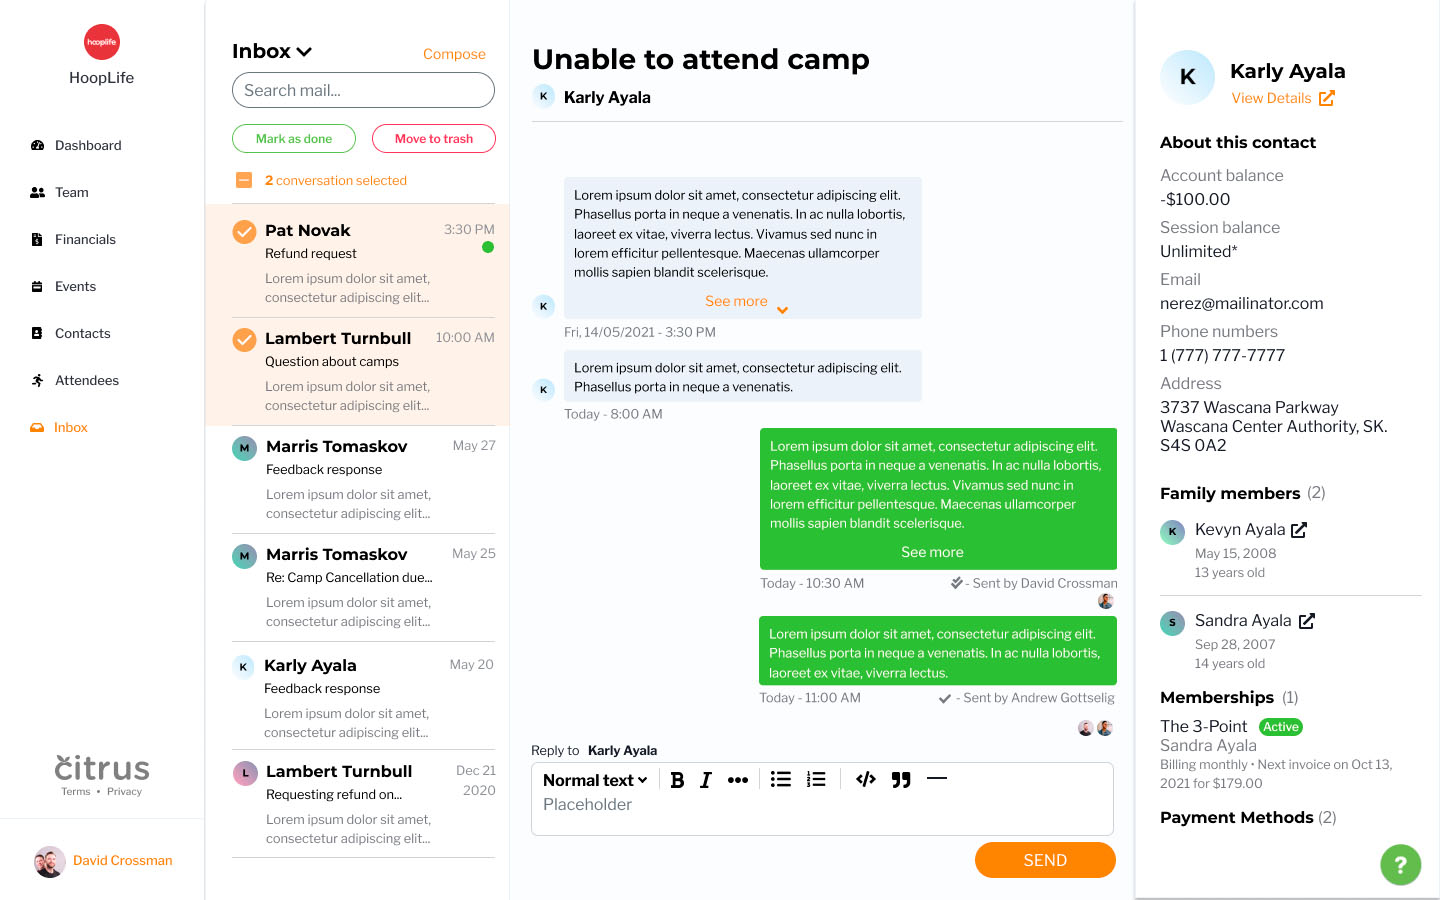 hooplife
HoopLife
Dashboard
Team
Financials
Events
Contacts
Attendees
Inbox
citrus
Terms • Privacy
David Crossman
Inbox
Compose
Search mail...
Mark as done
Move to trash
2 conversation selected
Pat Novak
3:30 PM
Refund request
Lorem ipsum dolor sit amet,
consectetur adipiscing elit...
Lambert Turnbull
10:00 AM
Question about camps
Lorem ipsum dolor sit amet,
consectetur adipiscing elit...
M
Marris Tomaskov
May 27
Feedback response
Lorem ipsum dolor sit amet,
consectetur adipiscing elit...
M
Marris Tomaskov
May 25
Re: Camp Cancellation due...
Lorem ipsum dolor sit amet,
consectetur adipiscing elit...
K
Karly Ayala
May 20
Feedback response
Lorem ipsum dolor sit amet,
consectetur adipiscing elit...
L
Lambert Turnbull
Dec 21
2020
Requesting refund on...
Lorem ipsum dolor sit amet,
consectetur adipiscing elit...
Unable to attend camp
K
Karly Ayala
Lorem ipsum dolor sit amet, consectetur adipiscing elit.
Phasellus porta in neque a venenatis. In ac nulla lobortis,
laoreet ex vitae, viverra lectus. Vivamus sed nunc in
lorem efficitur pellentesque. Maecenas ullamcorper
mollis sapien blandit scelerisque.
See more
K
Fri, 14/05/2021 - 3:30 PM
Lorem ipsum dolor sit amet, consectetur adipiscing elit.
Phasellus porta in neque a venenatis.
K
Today - 8:00 AM
Lorem ipsum dolor sit amet, consectetur adipiscing elit.
Phasellus porta in neque a venenatis. In ac nulla lobortis,
laoreet ex vitae, viverra lectus. Vivamus sed nunc in
lorem efficitur pellentesque. Maecenas ullamcorper
mollis sapien blandit scelerisque.
See more
Today - 10:30 AM
- Sent by David Crossman
Lorem ipsum dolor sit amet, consectetur adipiscing elit.
Phasellus porta in neque a venenatis. In ac nulla lobortis,
laoreet ex vitae, viverra lectus.
Today - 11:00 AM
- Sent by Andrew Gottselig
Reply to Karly Ayala
Normal text
B I
Placeholder
SEND
K
Karly Ayala
View Details
About this contact
Account balance
-$100.00
Session balance
Unlimited*
Email
nerez@mailinator.com
Phone numbers
1 (777) 777-7777
Address
3737 Wascana Parkway
Wascana Center Authority, SK.
S4S 0A2
Family members (2)
K
Kevyn Ayala
May 15, 2008
13 years old
S
Sandra Ayala
Sep 28, 2007
14 years old
Memberships (1)
The 3-Point Active
Sandra Ayala
Billing monthly • Next invoice on Oct 13,
2021 for $179.00
Payment Methods (2)
?